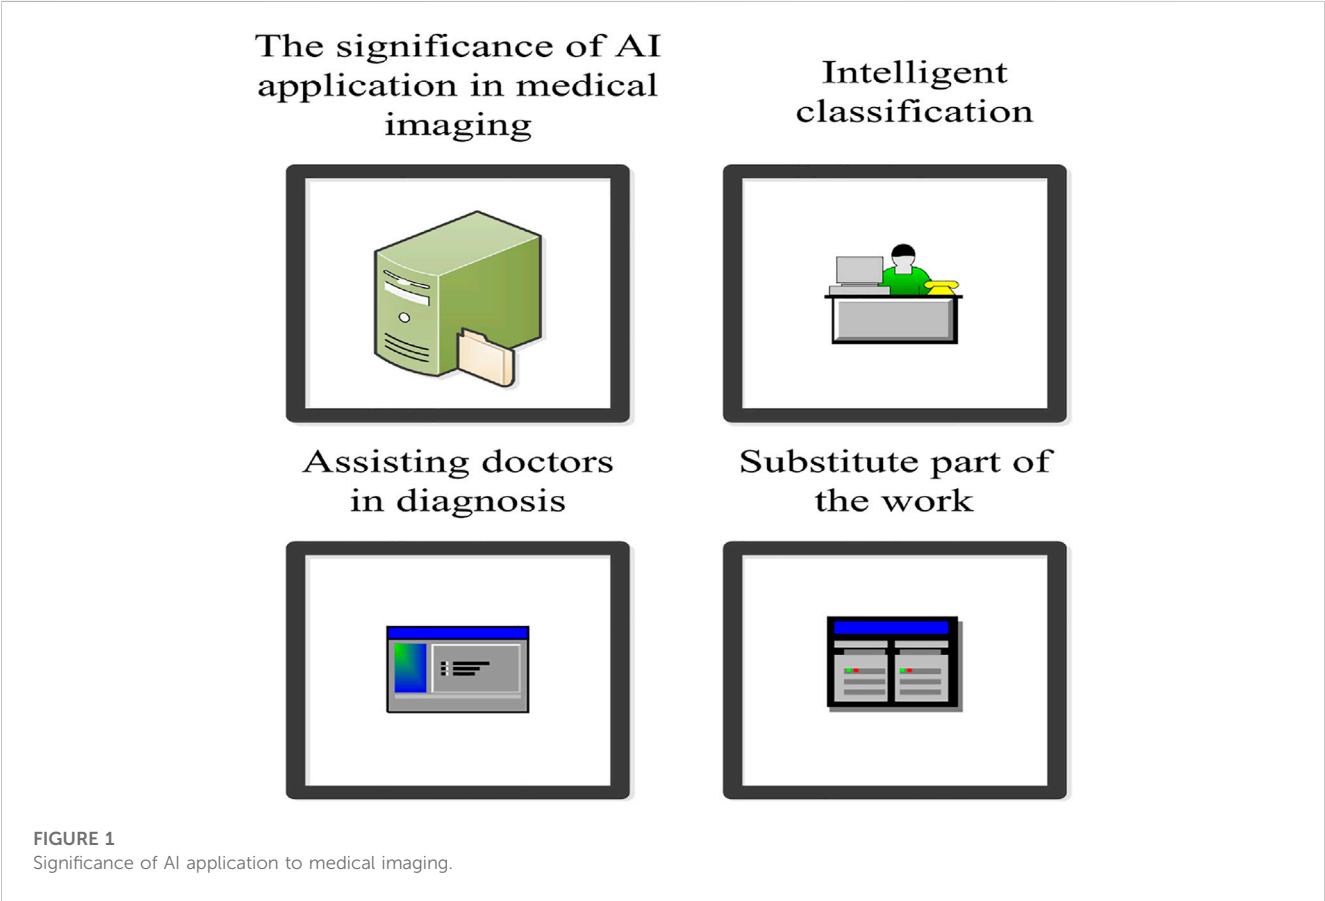 The significance of AI
application in medical
imaging
Intelligent
classification
Assisting doctors
in diagnosis
Substitute part of
the work
FIGURE 1
Significance of AI application to medical imaging.